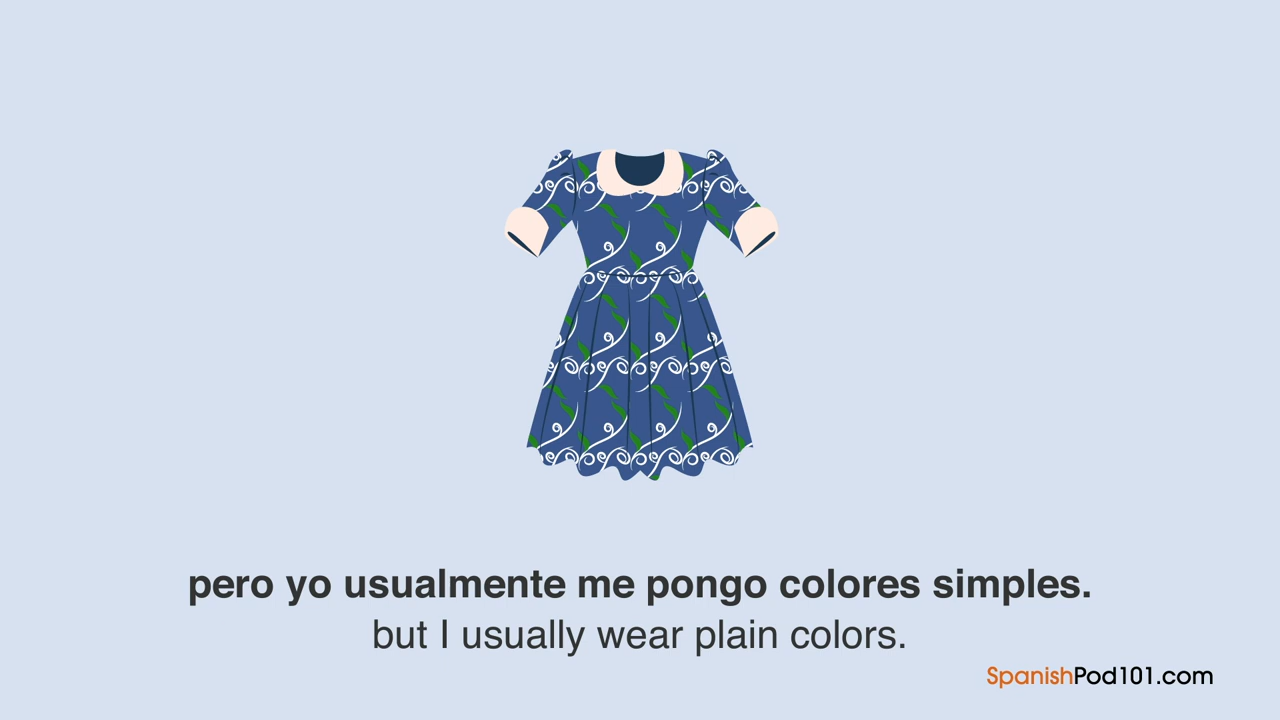 pero yo usualmente me pongo colores simples.
but I usually wear plain colors.
SpanishPod101.com